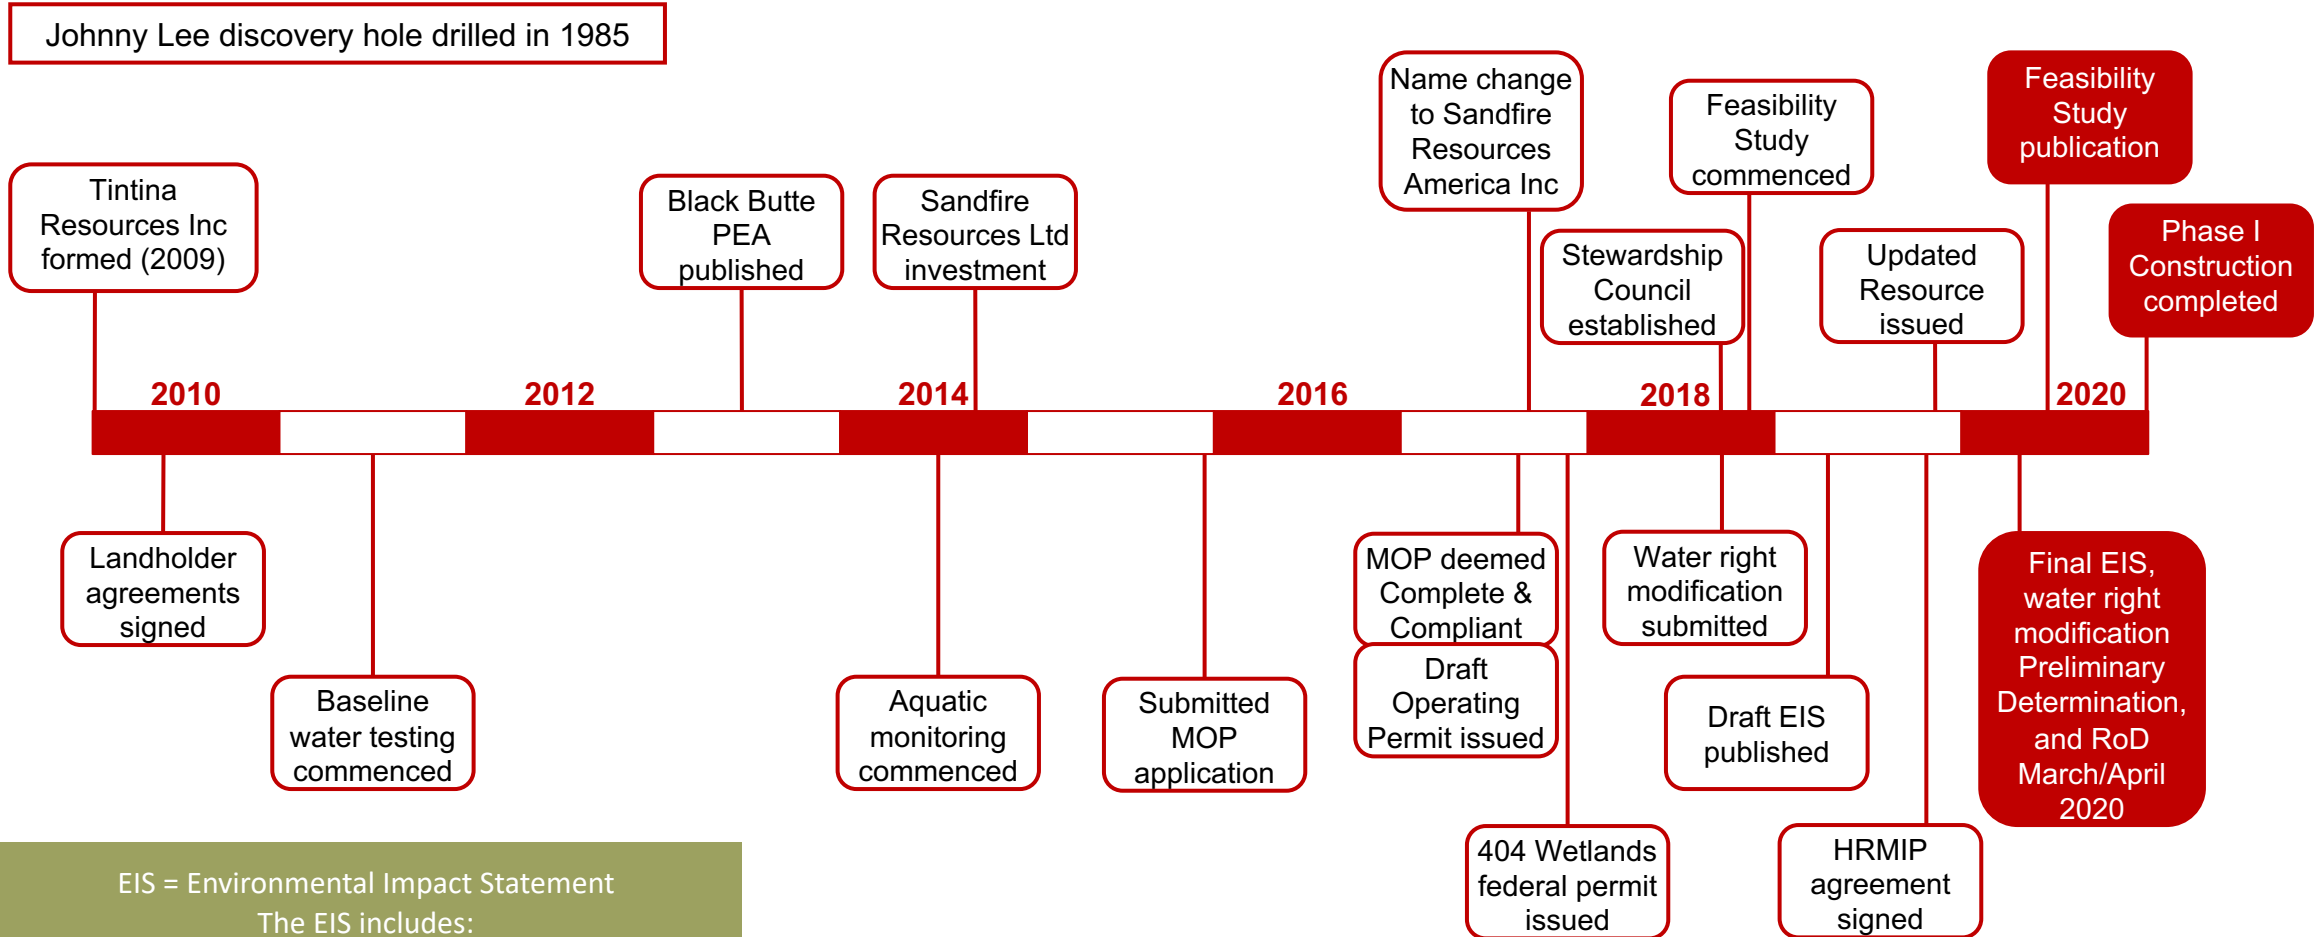 Johnny Lee discovery hole drilled in 1985
Tintina
Resources Inc
formed (2009)
Black Butte
PEA
published
Sandfire
Resources Ltd
investment
Name change
to Sandfire
Resources
America Inc
Stewardship
Council
established
Feasibility
Study
commenced
Updated
Resource
issued
Feasibility
Study
publication
Phase I
Construction
completed
2010
2012
2014
2016
2018
2020
Landholder
agreements
signed
Baseline
water testing
commenced
Aquatic
monitoring
commenced
Submitted
MOP
application
MOP deemed
Complete &
Compliant
Draft
Operating
Permit issued
404 Wetlands
federal permit
issued
Water right
modification
submitted
Draft EIS
published
HRMIP
agreement
signed
Final EIS,
water right
modification
Preliminary
Determination,
and RoD
March/April
2020
EIS = Environmental Impact Statement
The EIS includes: